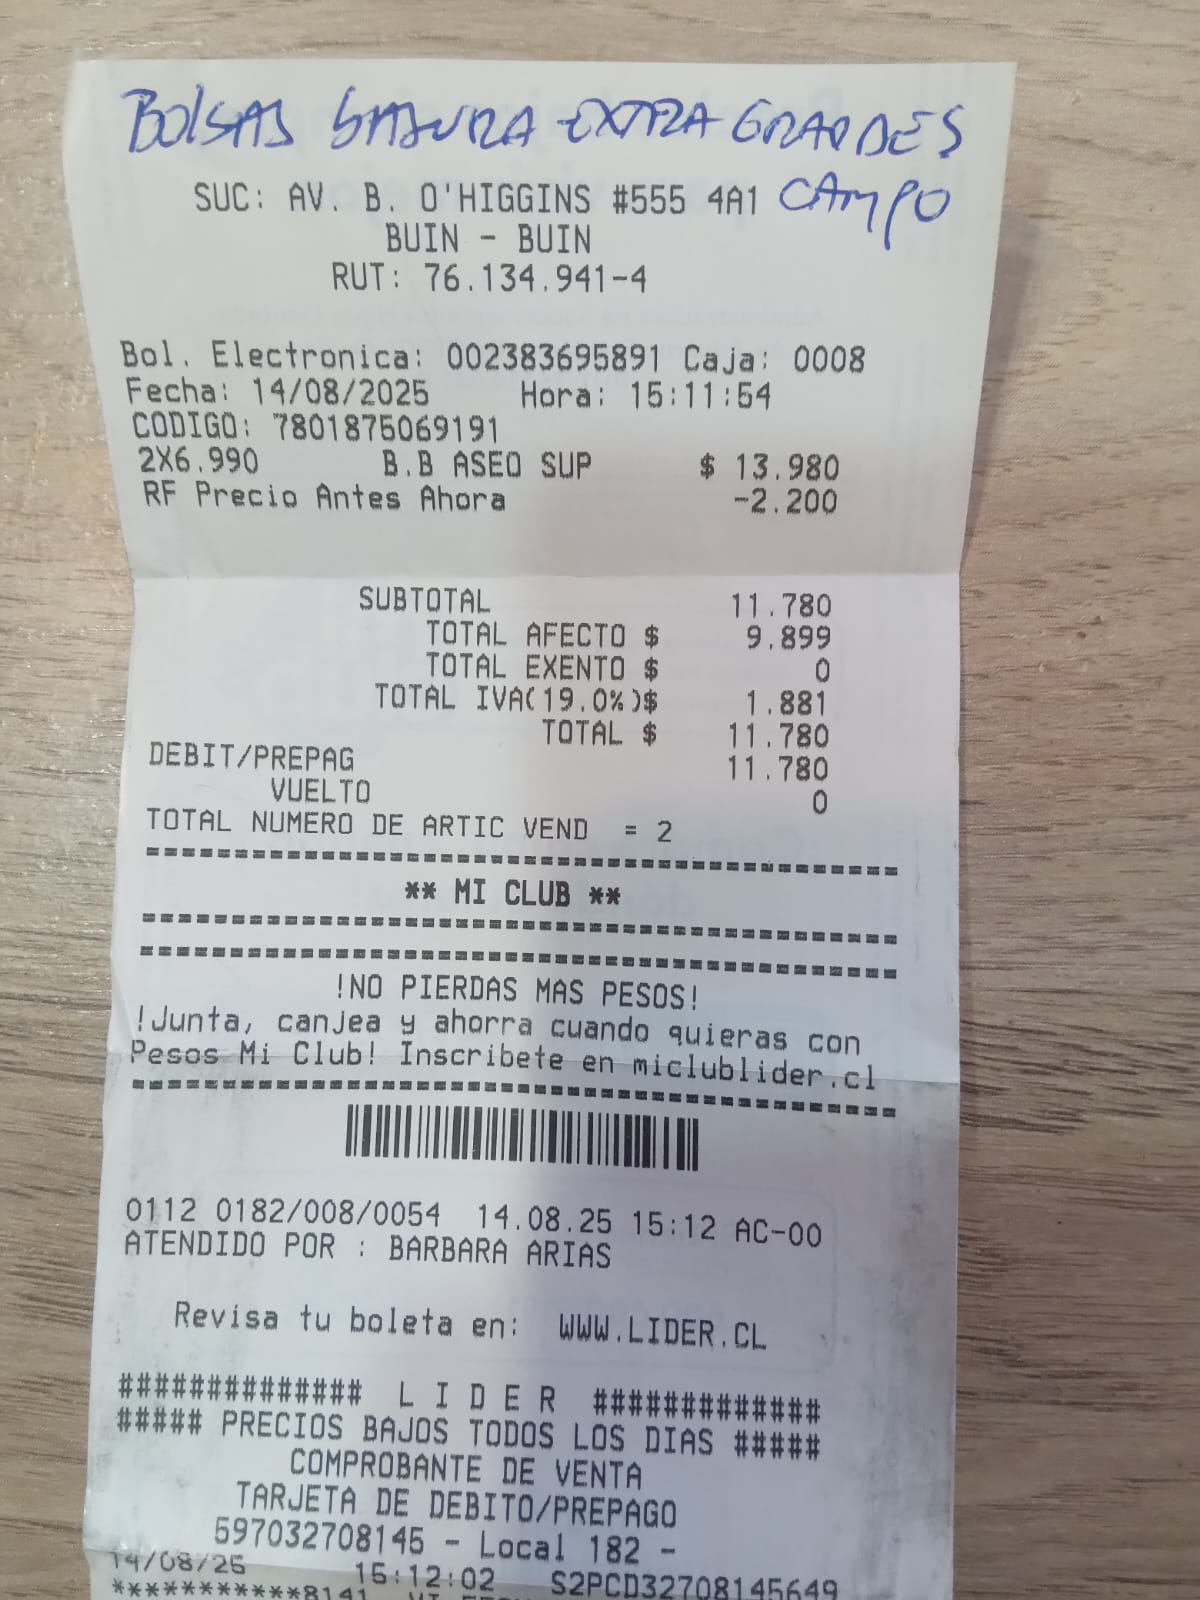 BOLSAS BASURA EXTRA GRANDES
SUC: AV. B. O'HIGGINS #555 4A1 CAMPO
BUIN - BUIN
RUT: 76.134.941-4
Bol. Electronica: 002383695891 Caja: 0008
Fecha: 14/08/2025 Hora: 15:11:54
CODIGO: 7801875069191
2X6.990 B.B ASEO SUP $ 13.980
RF Precio Antes Ahora -2.200
SUBTOTAL 11.780
TOTAL AFECTO $ 9.899
TOTAL EXENTO $ 0
TOTAL IVA(19.0%)$ 1.881
TOTAL $ 11.780
DEBIT/PREPAG 11.780
VUELTO 0
TOTAL NUMERO DE ARTIC VEND = 2
** MI CLUB **
!NO PIERDAS MAS PESOS!
!Junta, canjea y ahorra cuando quieras con
Pesos Mi Club! Inscribete en miclublider.cl
0112 0182/008/0054 14.08.25 15:12 AC-00
ATENDIDO POR : BARBARA ARIAS
Revisa tu boleta en: WWW.LIDER.CL
############## L I D E R #############
##### PRECIOS BAJOS TODOS LOS DIAS #####
COMPROBANTE DE VENTA
TARJETA DE DEBITO/PREPAGO
597032708145 - Local 182 -
14/08/25 15:12:02 S2PCD32708145649
***********8141